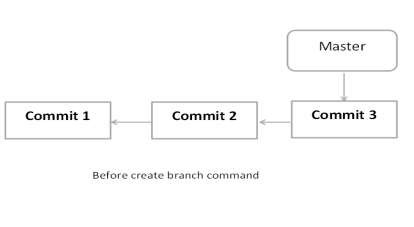 Master
Commit 1
Commit 2
Commit 3
Before create branch command